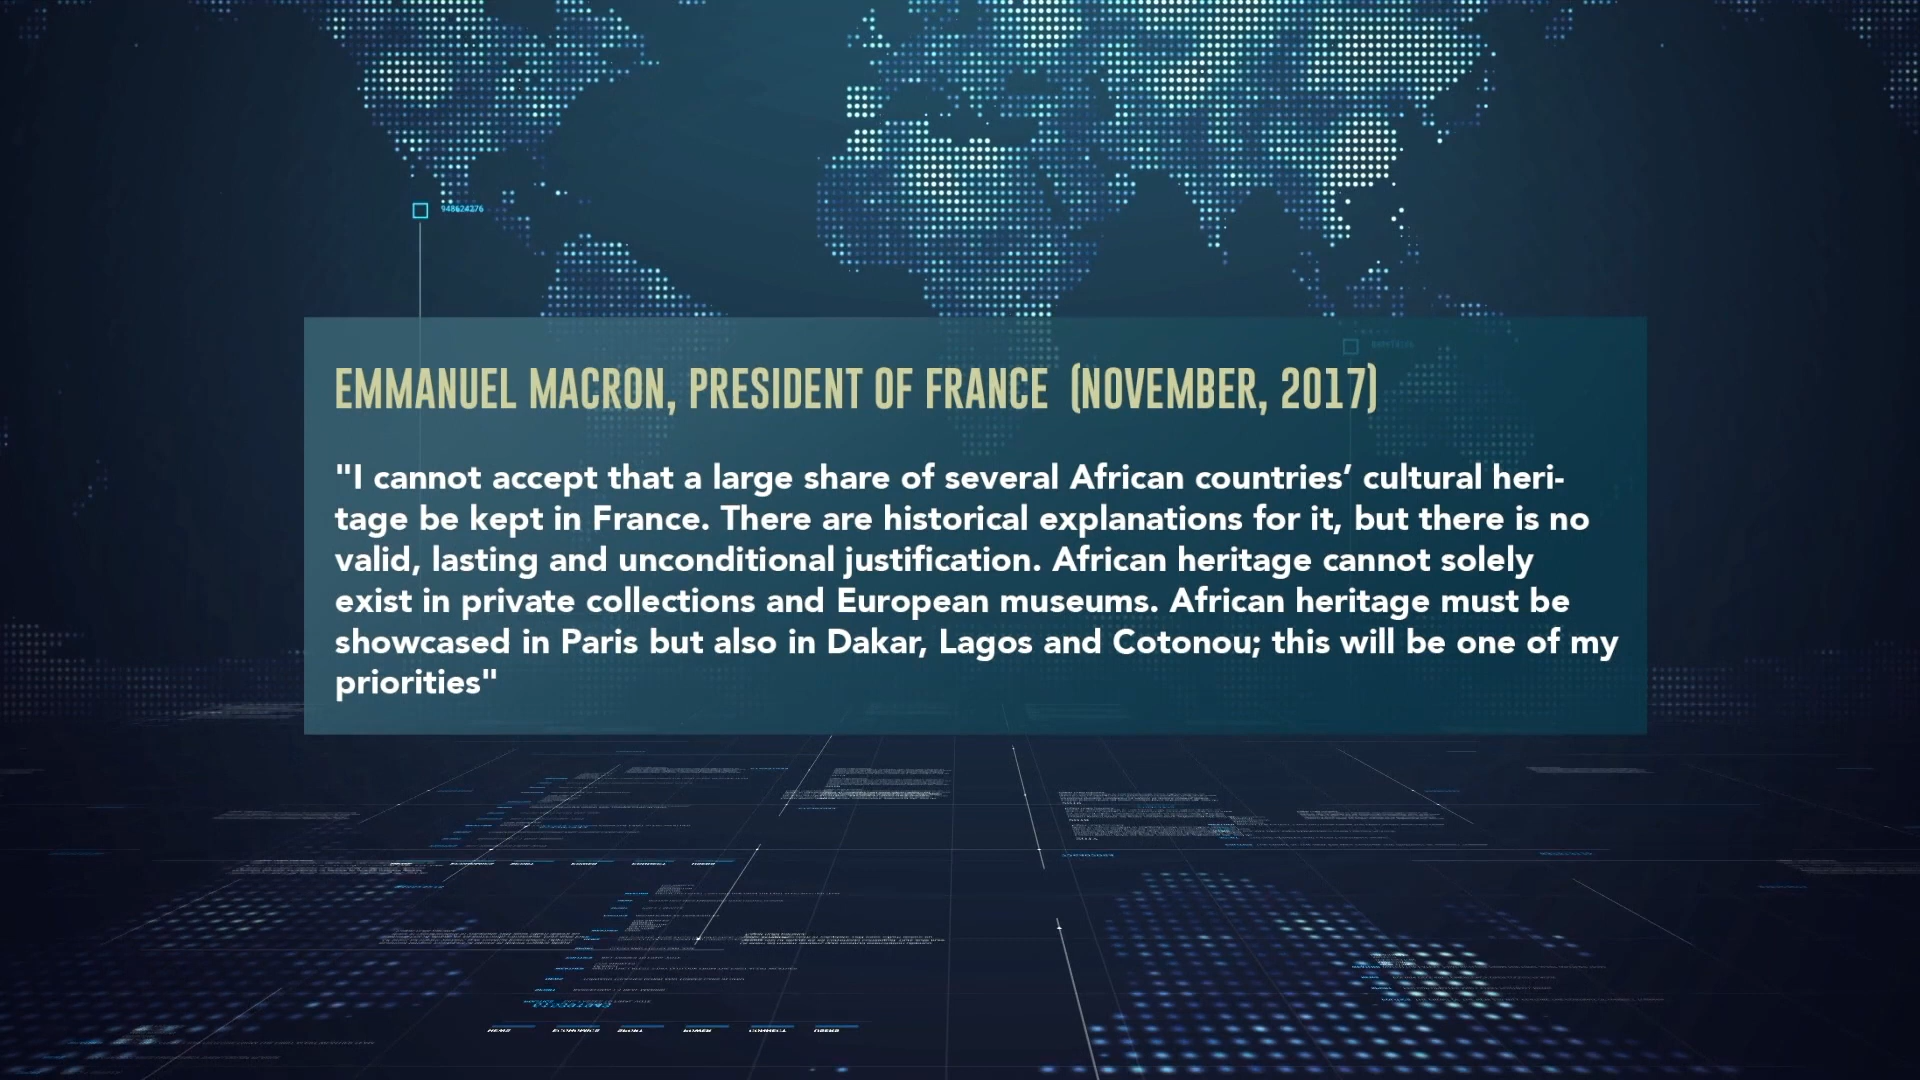 948624276
EMMANUEL MACRON, PRESIDENT OF FRANCE (NOVEMBER, 2017)
"I cannot accept that a large share of several African countries’ cultural heri-
tage be kept in France. There are historical explanations for it, but there is no
valid, lasting and unconditional justification. African heritage cannot solely
exist in private collections and European museums. African heritage must be
showcased in Paris but also in Dakar, Lagos and Cotonou; this will be one of my
priorities"